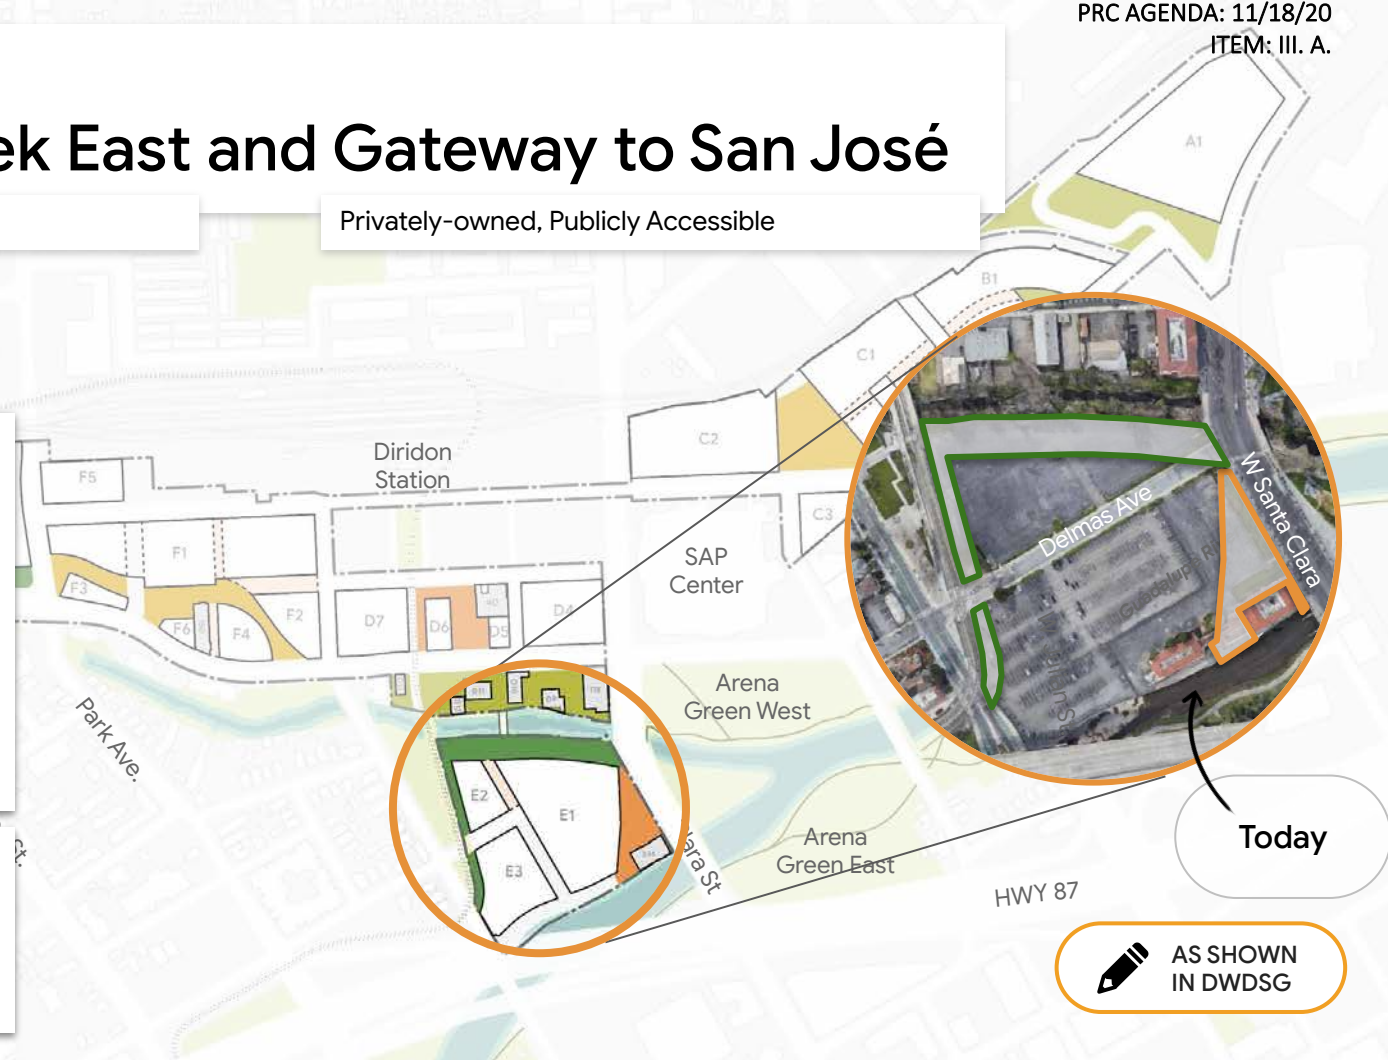 PRC AGENDA: 11/18/20
ITEM: III. A.
ek East and Gateway to San José
Privately-owned, Publicly Accessible
A1
B1
C1
C2
C3
Diridon
Station
SAP
Center
F5
F1
F3
F6
F4
F2
D7
D6
D5
D4
Arena
Green West
Arena
Green East
Park Ave.
E2
E1
E3
lara St
HWY 87
Delmas Ave
W Santa Clara
Today
AS SHOWN
IN DWDSG